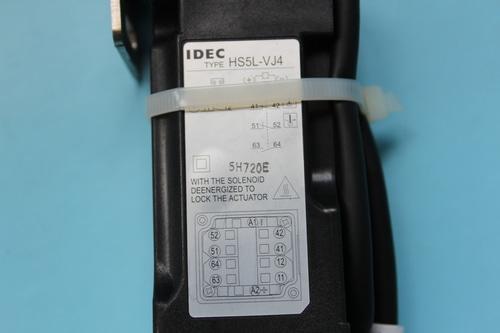 IDEC TYPE HS5L-VJ4
41 42
51 52
63 64
5H720E
WITH THE SOLENOID
DEENERGIZED TO
LOCK THE ACTUATOR
A1
52 42
51 41
64 12
63 11
A2